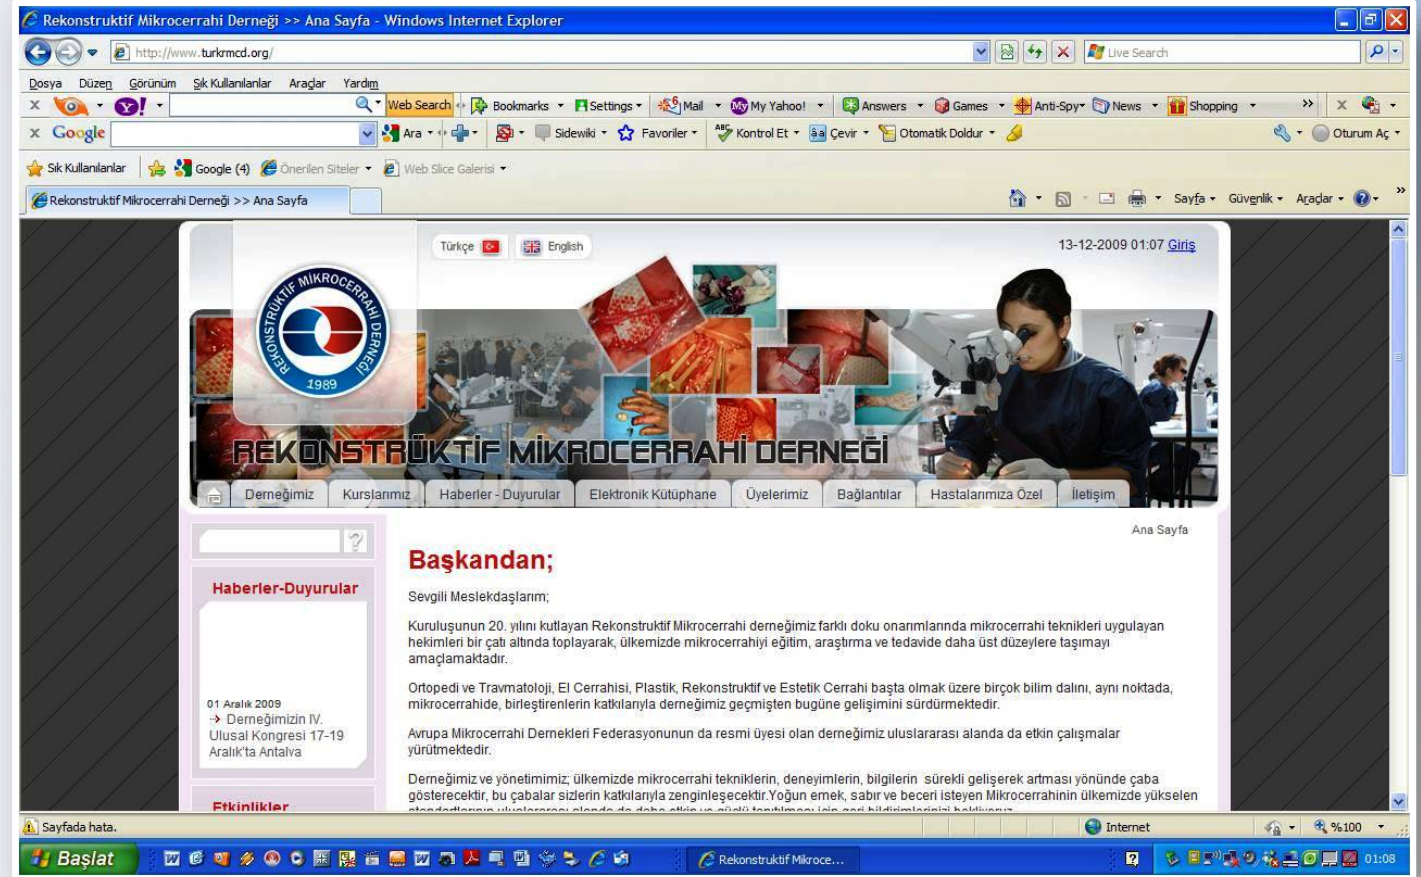 Rekonstruktif Mikrocerrahi Derneği >> Ana Sayfa - Windows Internet Explorer
http://www.turkrmcd.org/
Live Search
Dosya Düzen Görünüm Sık Kullanılanlar Araçlar Yardım
Web Search Bookmarks Settings Mail My Yahoo! Answers Games Anti-Spy News Shopping
Google Ara Sidewiki Favoriler Kontrol Et Çevir Otomatik Doldur Oturum Aç
Sık Kullanılanlar Google (4) Önerilen Siteler Web Slice Galerisi
Rekonstruktif Mikrocerrahi Derneği >> Ana Sayfa
Sayfa Güvenlik Araçlar
Türkçe English
13-12-2009 01:07 Giriş
REKONSTRÜKTİF MİKROCERRAHİ DERNEĞİ
1989
REKONSTRÜKTİF MİKROCERRAHİ DERNEĞİ
Derneğimiz Kurslarımız Haberler - Duyurular Elektronik Kütüphane Üyelerimiz Bağlantılar Hastalarımıza Özel İletişim
Ana Sayfa
Haberler-Duyurular
01 Aralık 2009
Derneğimizin IV.
Ulusal Kongresi 17-19
Aralık'ta Antalya
Etkinlikler
Başkandan;
Sevgili Meslekdaşlarım;
Kuruluşunun 20. yılını kutlayan Rekonstruktif Mikrocerrahi derneğimiz farklı doku onarımlarında mikrocerrahi teknikleri uygulayan
hekimleri bir çatı altında toplayarak, ülkemizde mikrocerrahiyi eğitim, araştırma ve tedavide daha üst düzeylere taşımayı
amaçlamaktadır.
Ortopedi ve Travmatoloji, El Cerrahisi, Plastik, Rekonstruktif ve Estetik Cerrahi başta olmak üzere birçok bilim dalını, aynı noktada,
mikrocerrahide, birleştirenlerin katkılarıyla derneğimiz geçmişten bugüne gelişimini sürdürmektedir.
Avrupa Mikrocerrahi Dernekleri Federasyonunun da resmi üyesi olan derneğimiz uluslararası alanda da etkin çalışmalar
yürütmektedir.
Derneğimiz ve yönetimimiz; ülkemizde mikrocerrahi tekniklerin, deneyimlerin, bilgilerin sürekli gelişerek artması yönünde çaba
gösterecektir, bu çabalar sizlerin katkılarıyla zenginleşecektir.Yoğun emek, sabır ve beceri isteyen Mikrocerrahinin ülkemizde yükselen
Sayfada hata.
Internet
%100
Başlat
Rekonstruktif Mikroce...
01:08